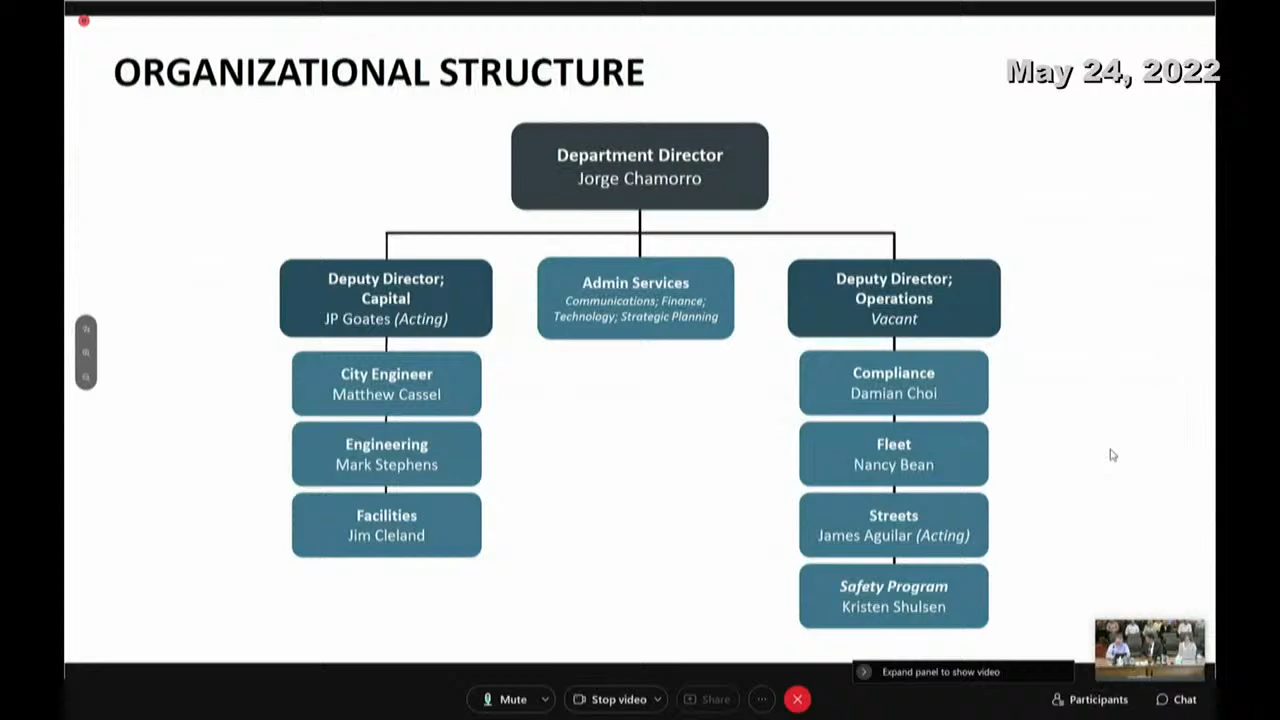 ORGANIZATIONAL STRUCTURE
May 24, 2022
Department Director
Jorge Chamorro
Deputy Director;
Capital
JP Goates (Acting)
Admin Services
Communications; Finance;
Technology; Strategic Planning
Deputy Director;
Operations
Vacant
City Engineer
Matthew Cassel
Engineering
Mark Stephens
Facilities
Jim Cleland
Compliance
Damian Choi
Fleet
Nancy Bean
Streets
James Aguilar (Acting)
Safety Program
Kristen Shulsen
Expand panel to show video
Mute
Stop video
Share
Participants
Chat